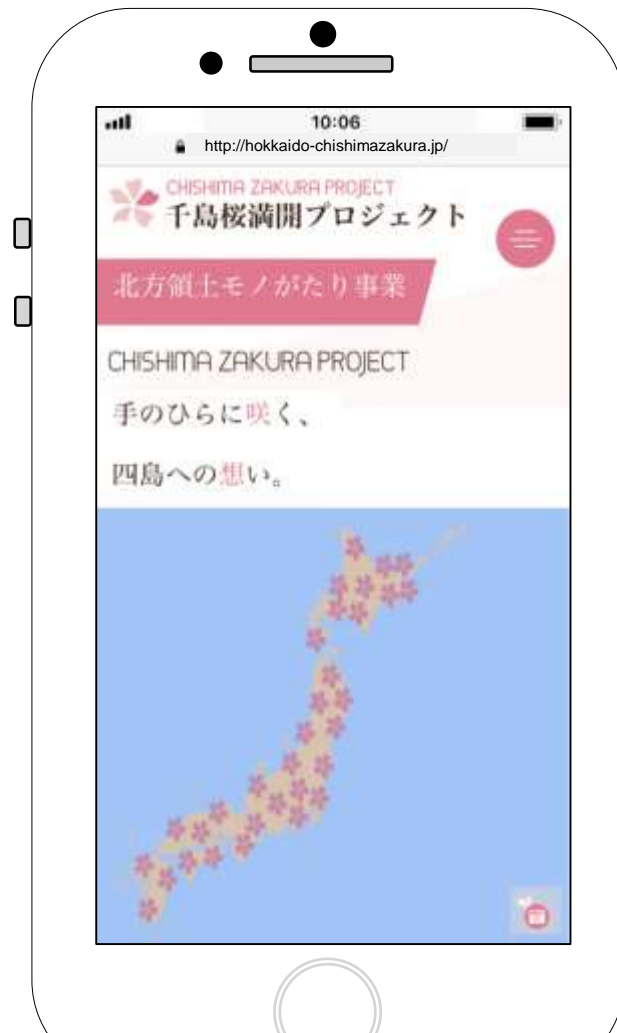 10:06
http://hokkaido-chishimazakura.jp/
CHISHIMA ZAKURA PROJECT
千島桜満開プロジェクト
北方領土モノがたり事業
CHISHIMA ZAKURA PROJECT
手のひらに咲く、
四島への想い。